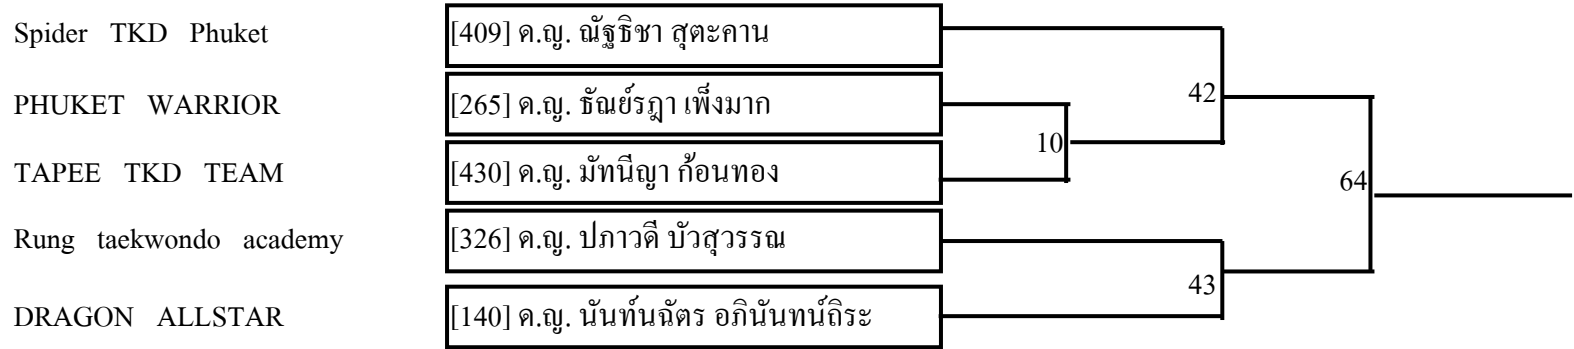 Spider TKD Phuket [409] ด.ญ. ณัฐธิชา สุตะคาน
PHUKET WARRIOR [265] ด.ญ. ธัณย์รฎา เพ็งมาก
42
10
TAPEE TKD TEAM [430] ด.ญ. มัทนีญา ก้อนทอง
64
Rung taekwondo academy [326] ด.ญ. ปภาวดี บัวสุวรรณ
43
DRAGON ALLSTAR [140] ด.ญ. นันท์นฉัตร อภินันทน์ถิระ